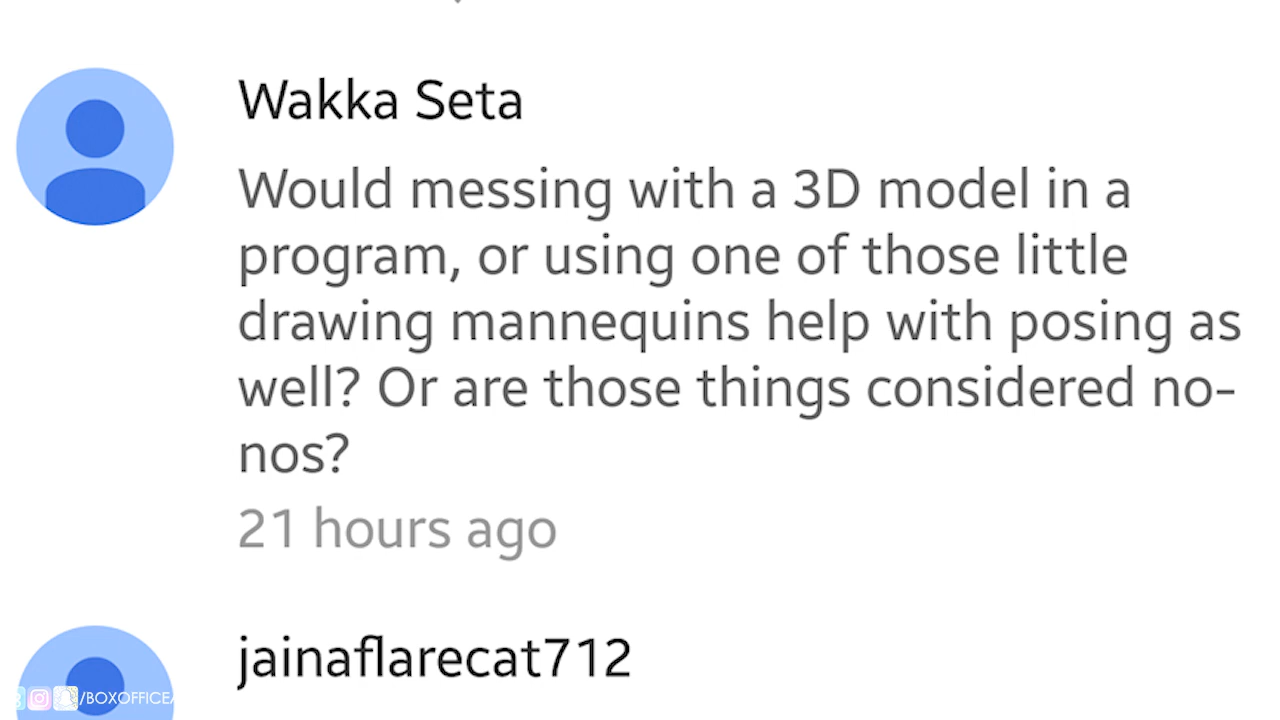 Wakka Seta
Would messing with a 3D model in a
program, or using one of those little
drawing mannequins help with posing as
well? Or are those things considered no-
nos?
21 hours ago
jainaflarecat712
/BOXOFFICE